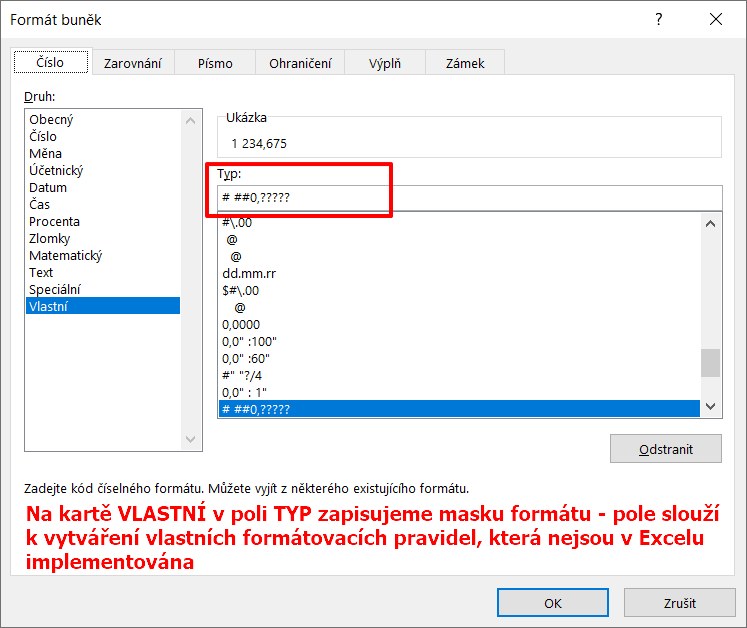 Formát buněk
?
Číslo
Zarovnání
Písmo
Ohraničení
Výplň
Zámek
Druh:
Obecný
Číslo
Měna
Účetnický
Datum
Čas
Procenta
Zlomky
Matematický
Text
Speciální
Vlastní
Ukázka
1 234,675
Typ:
# ##0,?????
#\.00
@
@
dd.mm.rr
$#\.00
@
0,0000
0,0" :100"
0,0" :60"
#" "?/4
0,0" : 1"
# ##0,?????
Odstranit
Zadejte kód číselného formátu. Můžete vyjít z některého existujícího formátu.
Na kartě VLASTNÍ v poli TYP zapisujeme masku formátu - pole slouží
k vytváření vlastních formátovacích pravidel, která nejsou v Excelu
implementována
OK
Zrušit